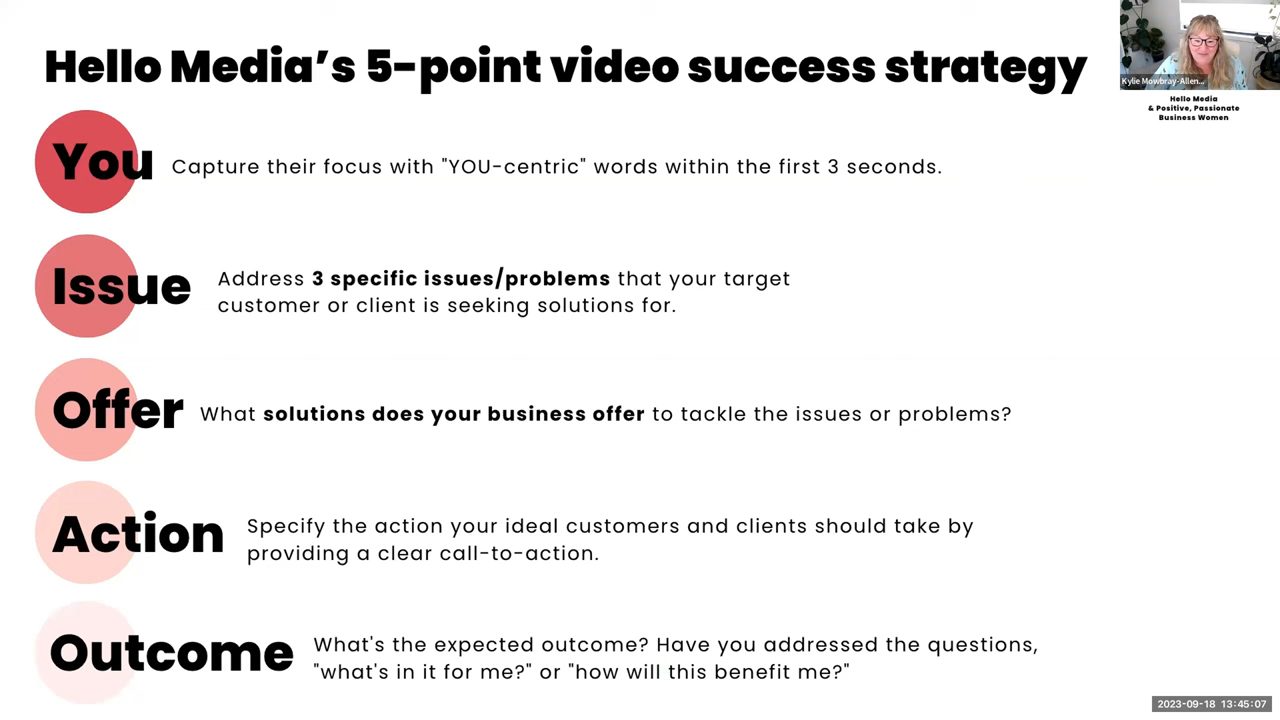 Hello Media's 5-point video success strategy
Kylie Mowbray-Allen...
Hello Media
& Positive, Passionate
Business Women
You
Capture their focus with "YOU-centric" words within the first 3 seconds.
Issue
Address 3 specific issues/problems that your target
customer or client is seeking solutions for.
Offer
What solutions does your business offer to tackle the issues or problems?
Action
Specify the action your ideal customers and clients should take by
providing a clear call-to-action.
Outcome
What's the expected outcome? Have you addressed the questions,
"what's in it for me?" or "how will this benefit me?"
2023-09-18 13:45:07